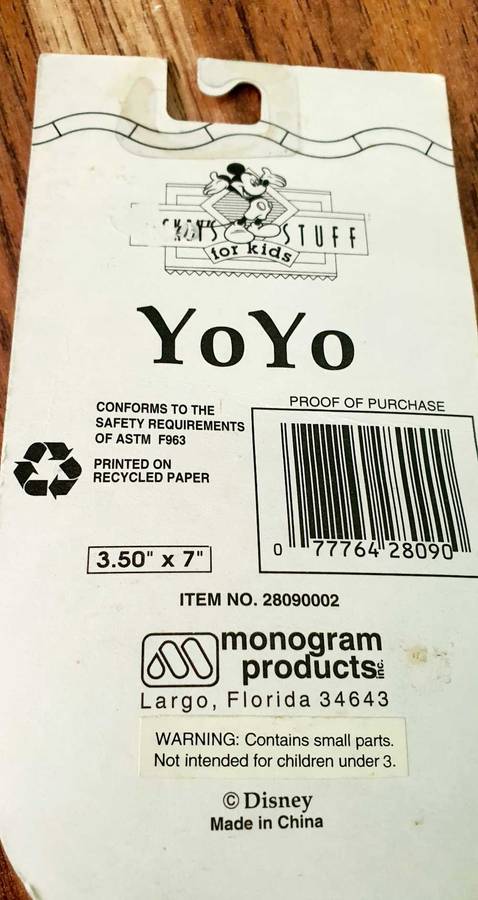 STUFF
for kids
YoYo
CONFORMS TO THE
SAFETY REQUIREMENTS
OF ASTM F963
PRINTED ON
RECYCLED PAPER
PROOF OF PURCHASE
0 77764 28090
3.50" x 7"
ITEM NO. 28090002
monogram
products inc.
Largo, Florida 34643
WARNING: Contains small parts.
Not intended for children under 3.
© Disney
Made in China